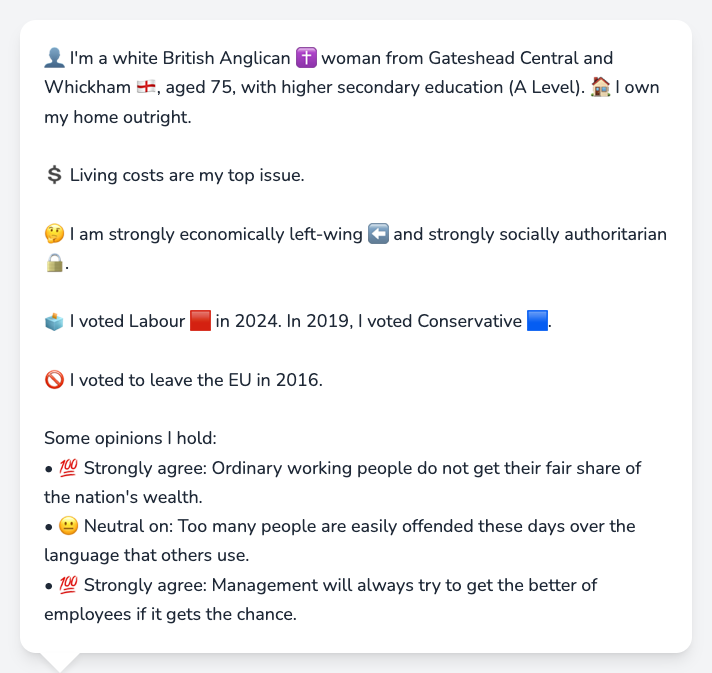 👤 I'm a white British Anglican ✝️ woman from Gateshead Central and
Whickham 🏴󠁧󠁢󠁥󠁮󠁧󠁿, aged 75, with higher secondary education (A Level). 🏠 I own
my home outright.
💲 Living costs are my top issue.
🤔 I am strongly economically left-wing ⬅️ and strongly socially authoritarian
🔒.
🗳️ I voted Labour 🟥 in 2024. In 2019, I voted Conservative 🟦.
🚫 I voted to leave the EU in 2016.
Some opinions I hold:
• 💯 Strongly agree: Ordinary working people do not get their fair share of
the nation's wealth.
• 😐 Neutral on: Too many people are easily offended these days over the
language that others use.
• 💯 Strongly agree: Management will always try to get the better of
employees if it gets the chance.